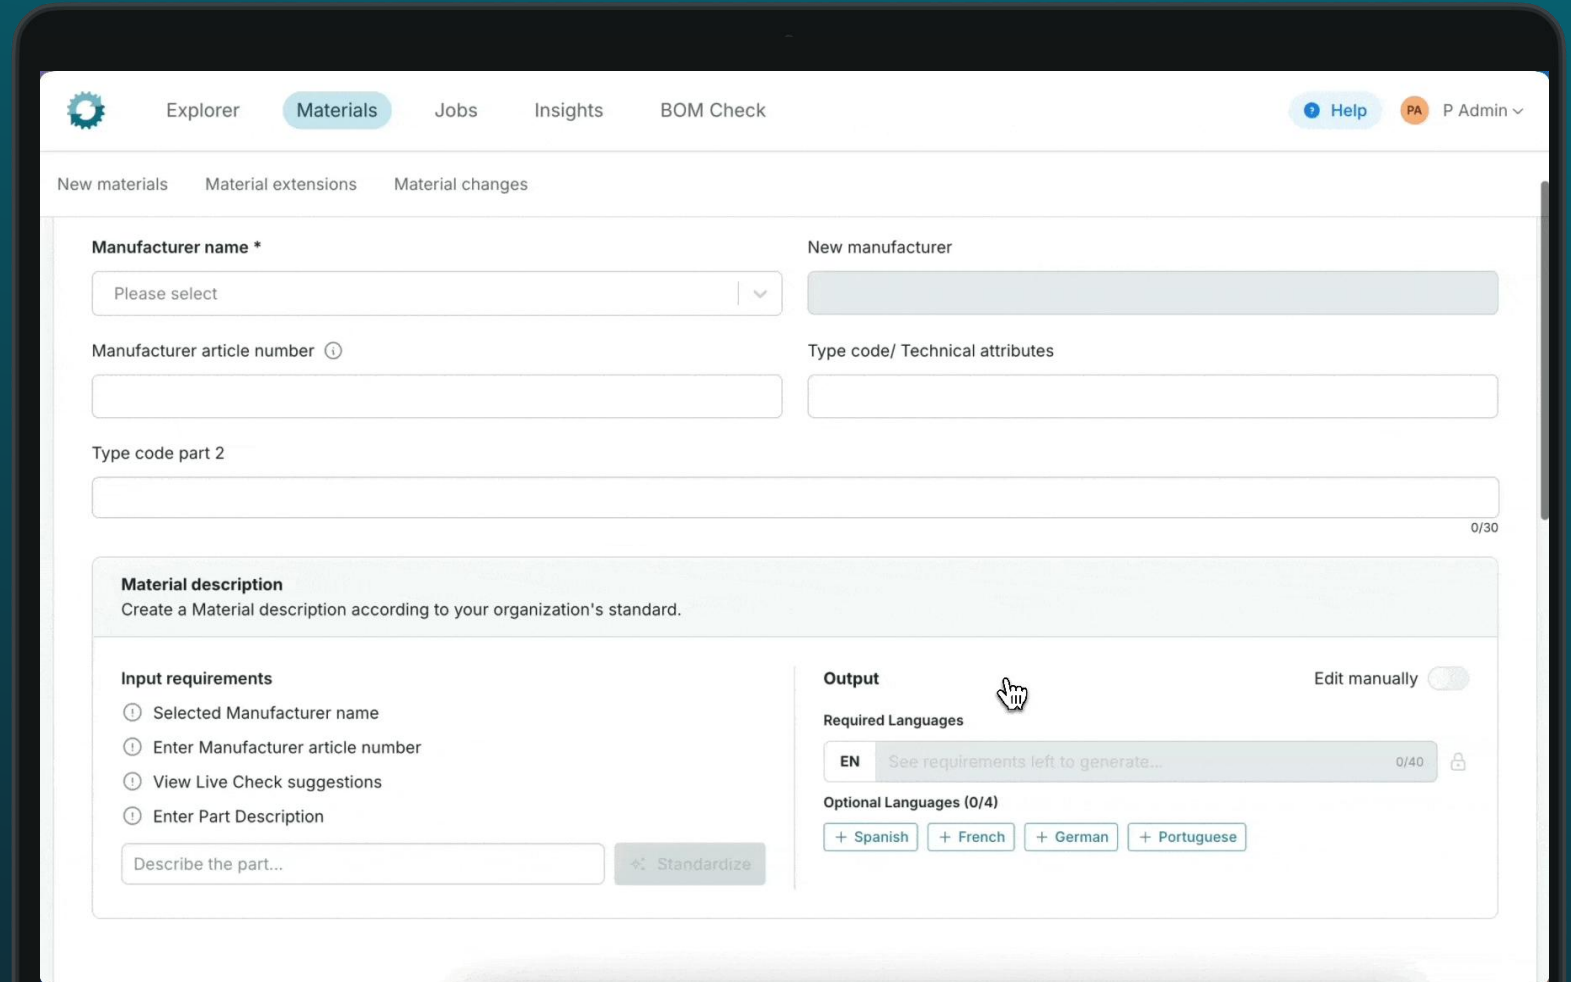 Explorer
Materials
Jobs
Insights
BOM Check
? Help
PA
P Admin
New materials
Material extensions
Material changes
Manufacturer name *
New manufacturer
Please select
Manufacturer article number
Type code/ Technical attributes
Type code part 2
0/30
Material description
Create a Material description according to your organization's standard.
Input requirements
Selected Manufacturer name
Enter Manufacturer article number
View Live Check suggestions
Enter Part Description
Describe the part...
Standardize
Output
Edit manually
Required Languages
EN
See requirements left to generate...
0/40
Optional Languages (0/4)
+ Spanish
+ French
+ German
+ Portuguese